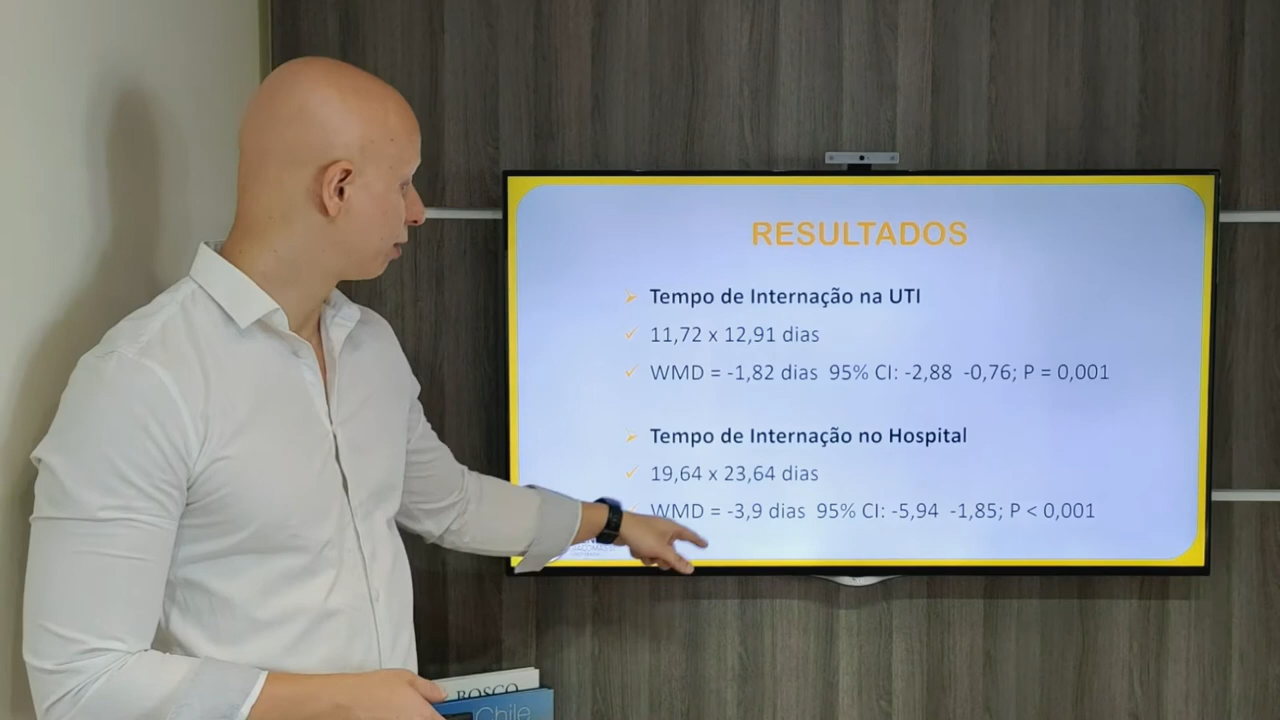 RESULTADOS
Tempo de Internação na UTI
11,72 x 12,91 dias
WMD = -1,82 dias 95% CI: -2,88 -0,76; P = 0,001
Tempo de Internação no Hospital
19,64 x 23,64 dias
WMD = -3,9 dias 95% CI: -5,94 -1,85; P < 0,001
BOSCO
Chile